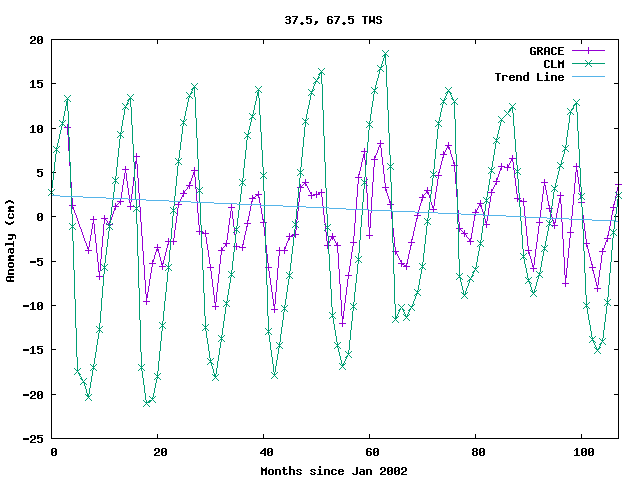 37.5, 67.5 TWS
GRACE
CLM
Trend Line
20
15
10
5
0
-5
-10
-15
-20
-25
Anomaly (cm)
0 20 40 60 80 100
Months since Jan 2002